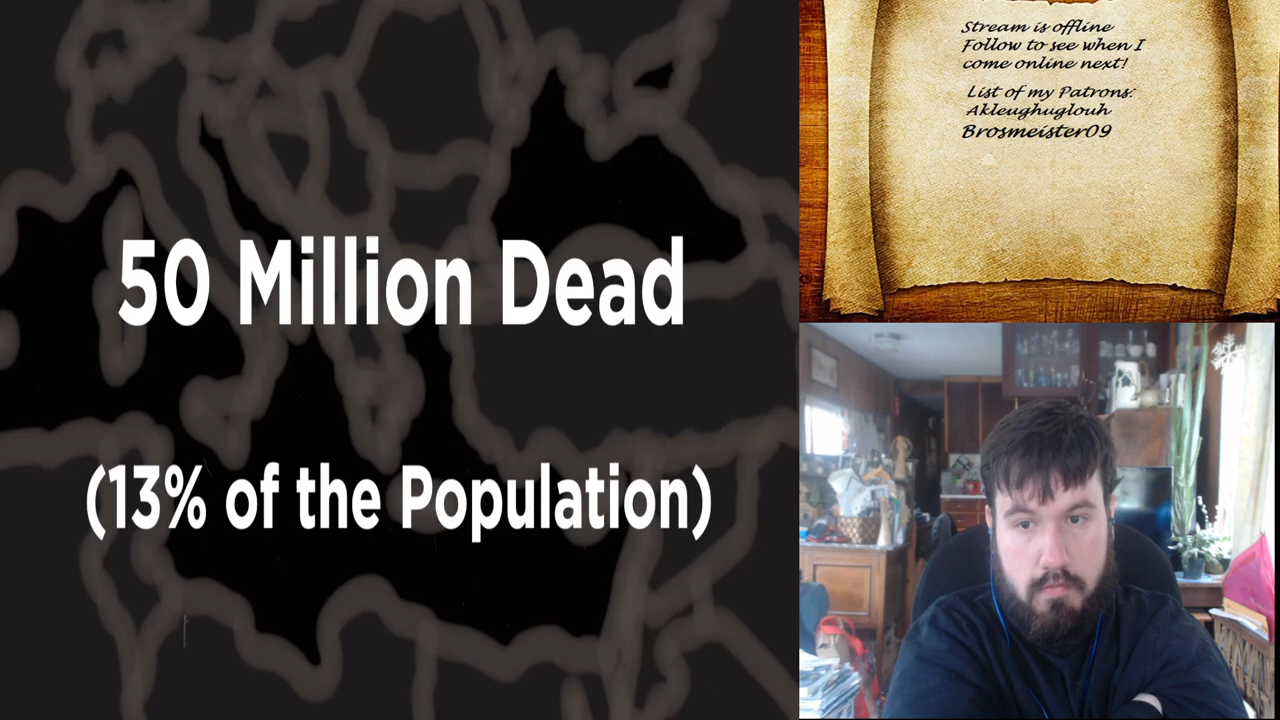 50 Million Dead
(13% of the Population)
Stream is offline
Follow to see when I
come online next!
List of my Patrons:
Akleughuglouh
Brosmeister09